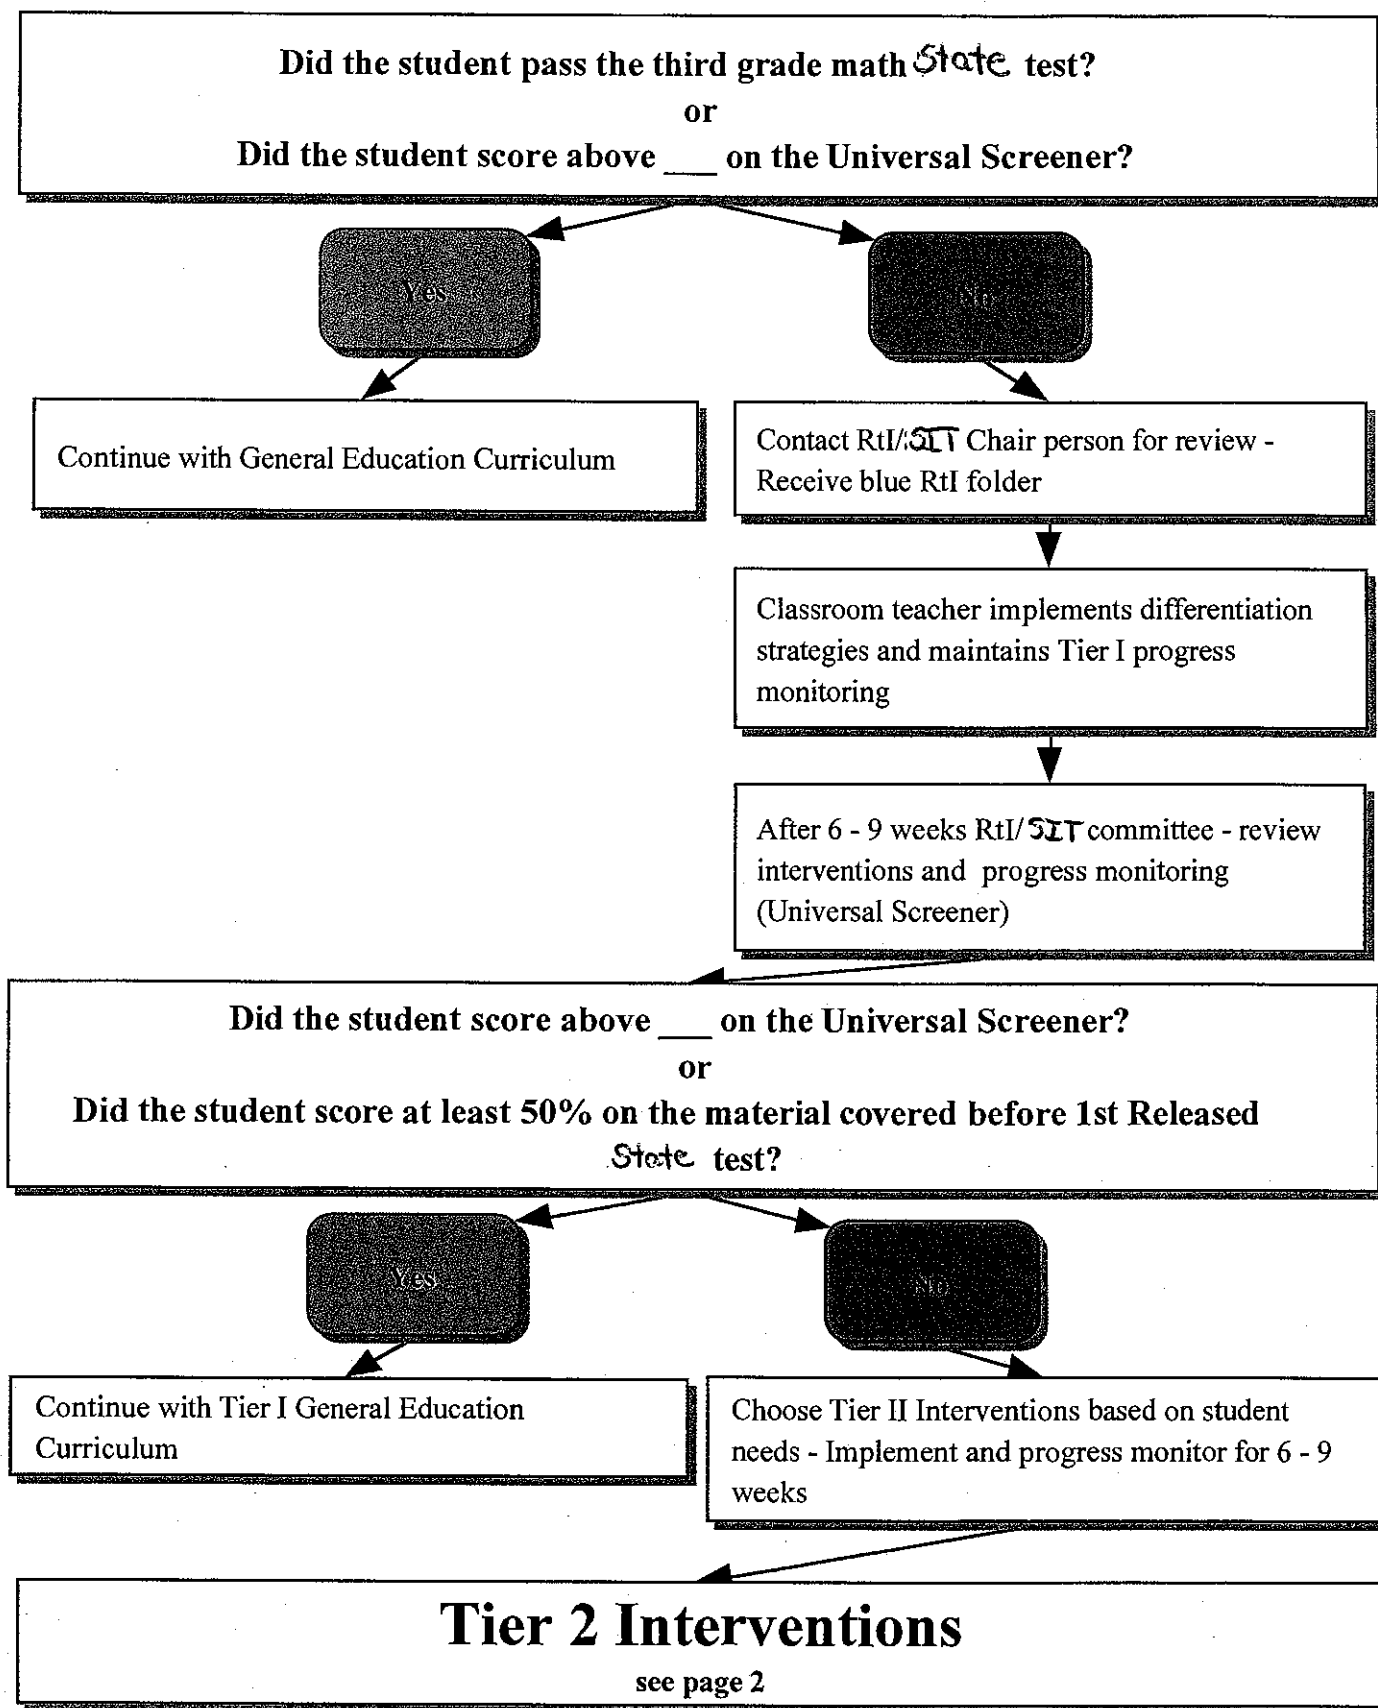 Did the student pass the third grade math State test?
or
Did the student score above ___ on the Universal Screener?
Yes
No
Continue with General Education Curriculum
Contact RtI/SIT Chair person for review -
Receive blue RtI folder
Classroom teacher implements differentiation
strategies and maintains Tier I progress
monitoring
After 6 - 9 weeks RtI/SIT committee - review
interventions and progress monitoring
(Universal Screener)
Did the student score above ___ on the Universal Screener?
or
Did the student score at least 50% on the material covered before 1st Released
State test?
Yes
No
Continue with Tier I General Education
Curriculum
Choose Tier II Interventions based on student
needs - Implement and progress monitor for 6 - 9
weeks
Tier 2 Interventions
see page 2